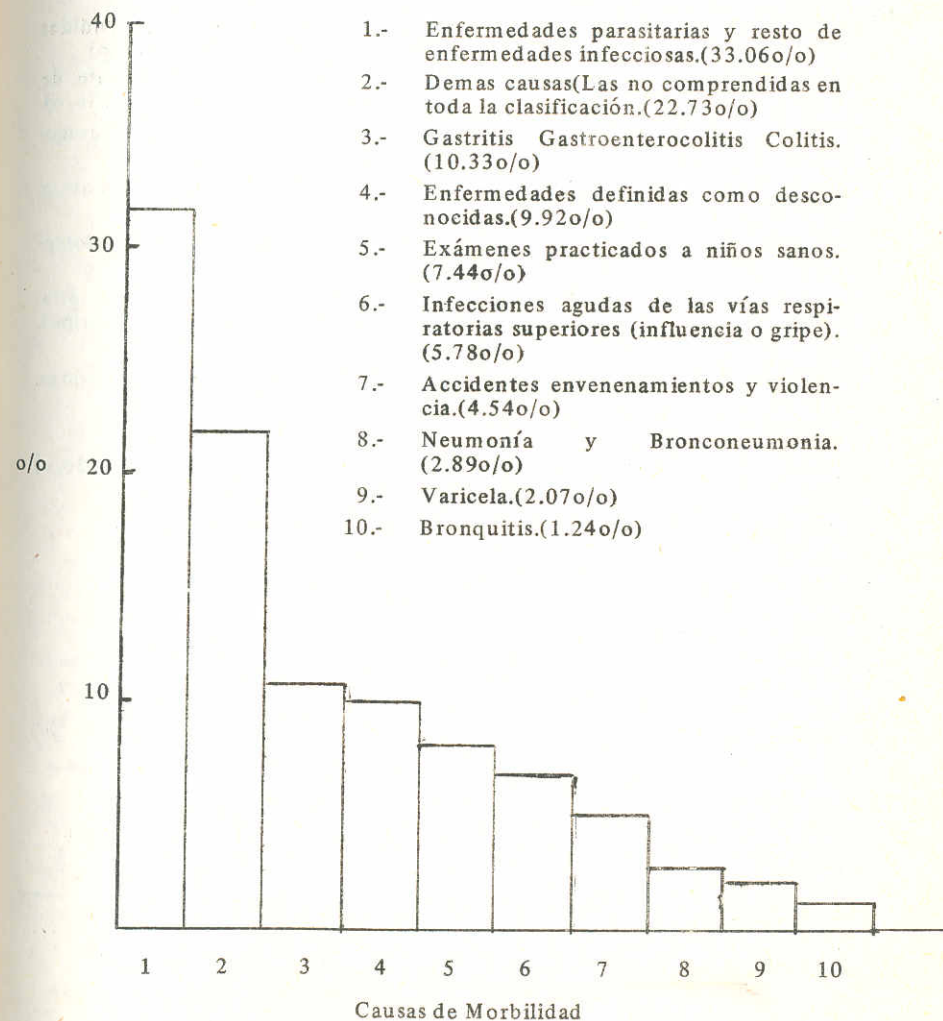 40
30
o/o 20
10
1.- Enfermedades parasitarias y resto de
enfermedades infecciosas.(33.06o/o)
2.- Demas causas(Las no comprendidas en
toda la clasificación.(22.73o/o)
3.- Gastritis Gastroenterocolitis Colitis.
(10.33o/o)
4.- Enfermedades definidas como desco-
nocidas.(9.92o/o)
5.- Exámenes practicados a niños sanos.
(7.44o/o)
6.- Infecciones agudas de las vías respi-
ratorias superiores (influencia o gripe).
(5.78o/o)
7.- Accidentes envenenamientos y violen-
cia.(4.54o/o)
8.- Neumonía y Bronconeumonia.
(2.89o/o)
9.- Varicela.(2.07o/o)
10.- Bronquitis.(1.24o/o)
1 2 3 4 5 6 7 8 9 10
Causas de Morbilidad